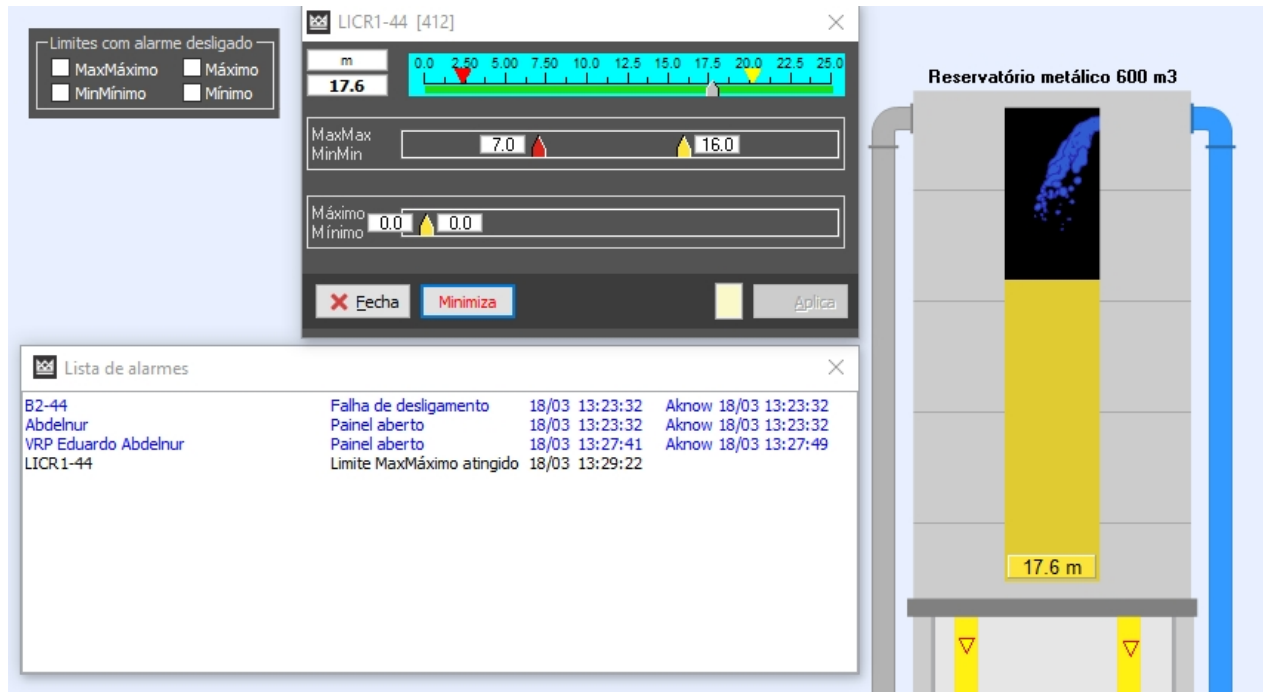 Limites com alarme desligado
MaxMáximo Máximo
MinMínimo Mínimo
LICR1-44 [412]
m
17.6
0.0 2.50 5.00 7.50 10.0 12.5 15.0 17.5 20.0 22.5 25.0
MaxMax
MinMin
7.0 16.0
Máximo
Mínimo
0.0 0.0
Fecha Minimiza Aplica
Lista de alarmes
B2-44 Falha de desligamento 18/03 13:23:32 Aknow 18/03 13:23:32
Abdelnur Painel aberto 18/03 13:23:32 Aknow 18/03 13:23:32
VRP Eduardo Abdelnur Painel aberto 18/03 13:27:41 Aknow 18/03 13:27:49
LICR1-44 Limite MaxMáximo atingido 18/03 13:29:22
Reservatório metálico 600 m3
17.6 m